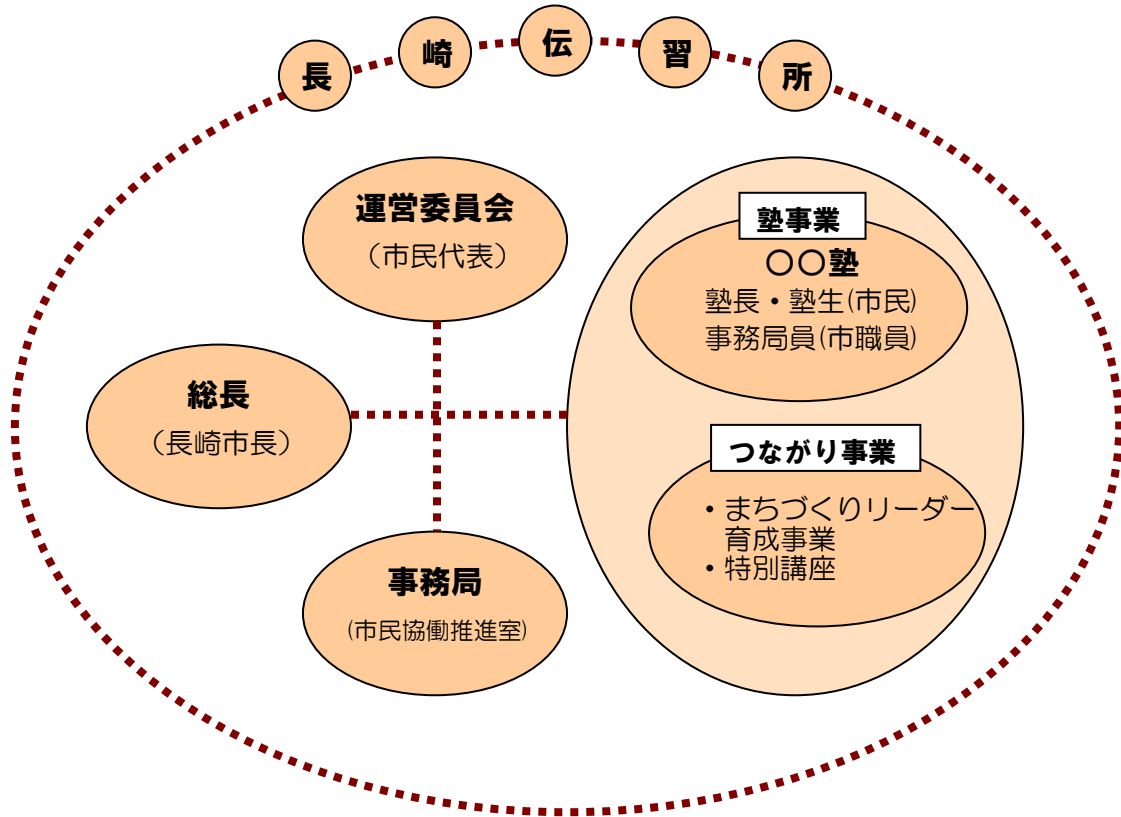 長崎伝習所
運営委員会
（市民代表）
総長
（長崎市長）
事務局
(市民協働推進室)
塾事業
〇〇塾
塾長・塾生(市民)
事務局員(市職員)
つながり事業
・まちづくりリーダー
育成事業
・特別講座